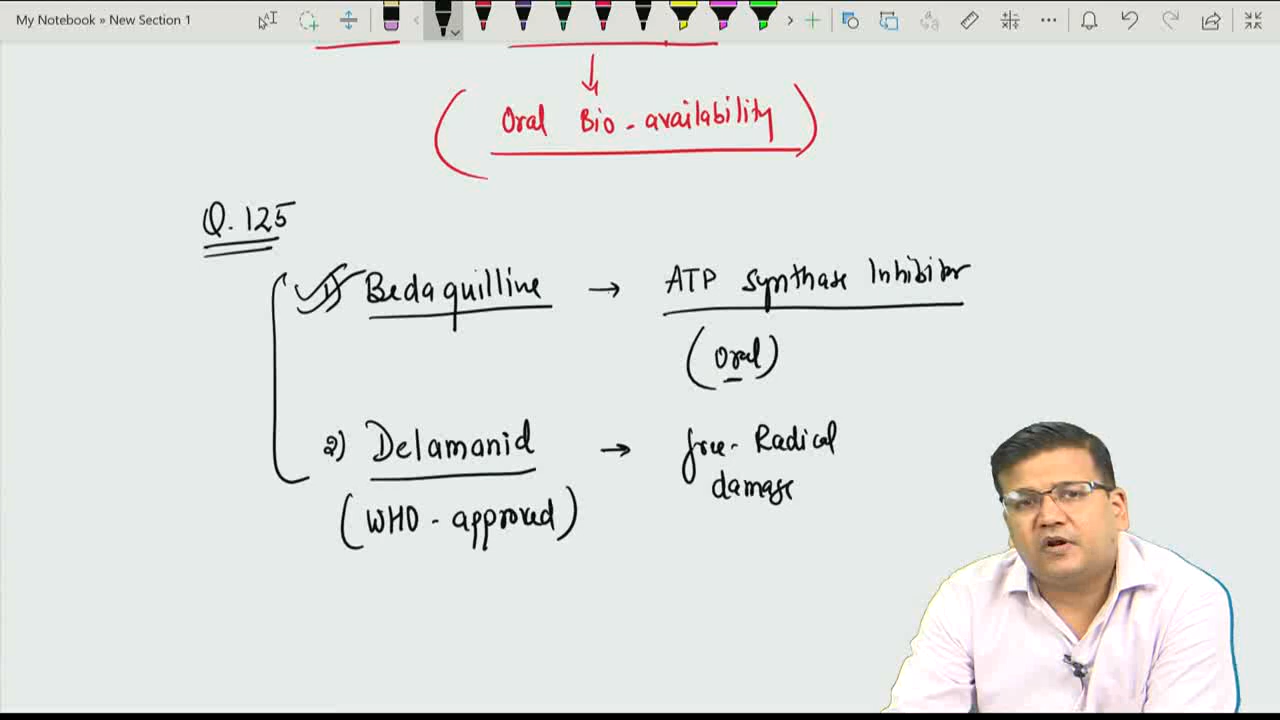 My Notebook » New Section 1
Oral Bio-availability
Q. 125
1) Bedaquilline → ATP synthase Inhibitor
(Oral)
2) Delamanid → free-Radical
damage
(WHO-approved)